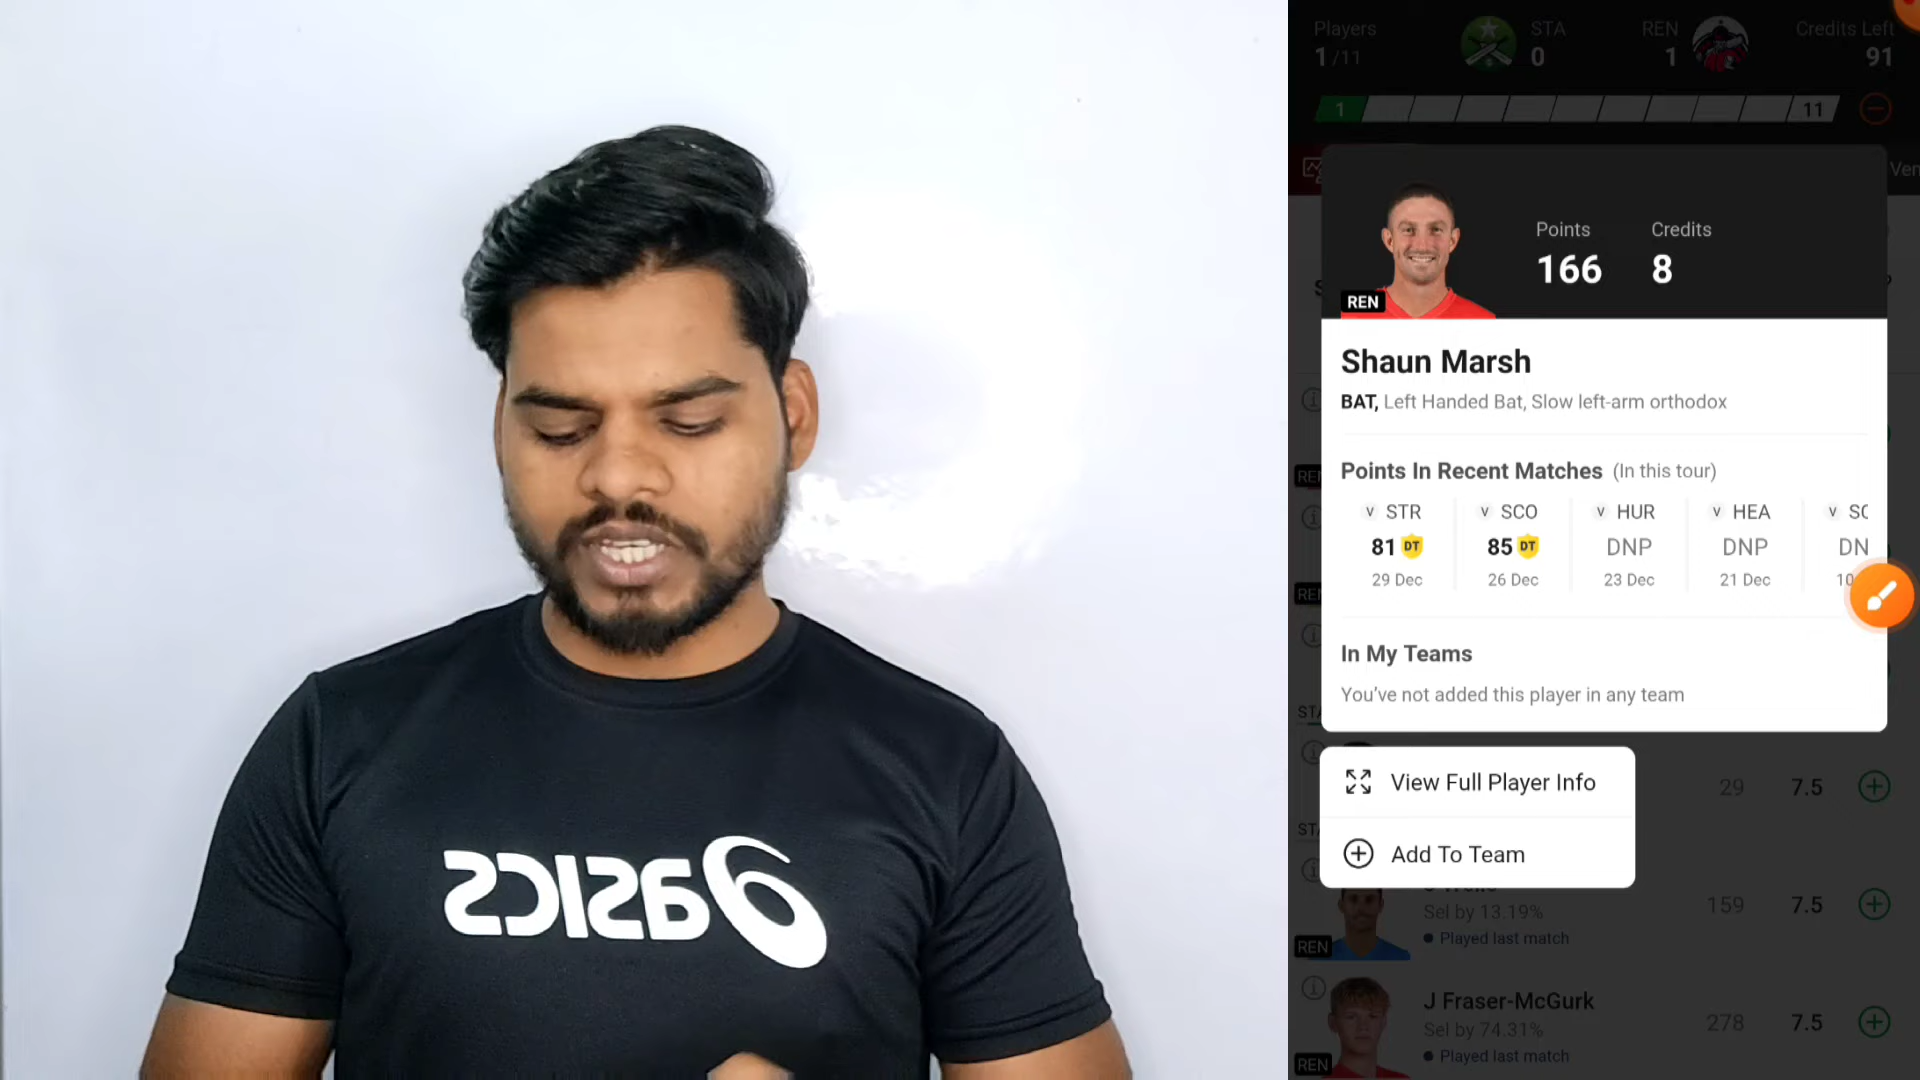 asics
Players
STA
REN
Credits Left
1/11
0
1
91
1
11
Ven
Points
Credits
166
8
REN
Shaun Marsh
BAT, Left Handed Bat, Slow left-arm orthodox
Points In Recent Matches (In this tour)
v STR
v SCO
v HUR
v HEA
v SC
81 DT
85 DT
DNP
DNP
DN
29 Dec
26 Dec
23 Dec
21 Dec
10
In My Teams
You've not added this player in any team
View Full Player Info
29
7.5
Add To Team
Sel by 13.19%
159
7.5
Played last match
REN
J Fraser-McGurk
Sel by 74.31%
278
7.5
Played last match
REN